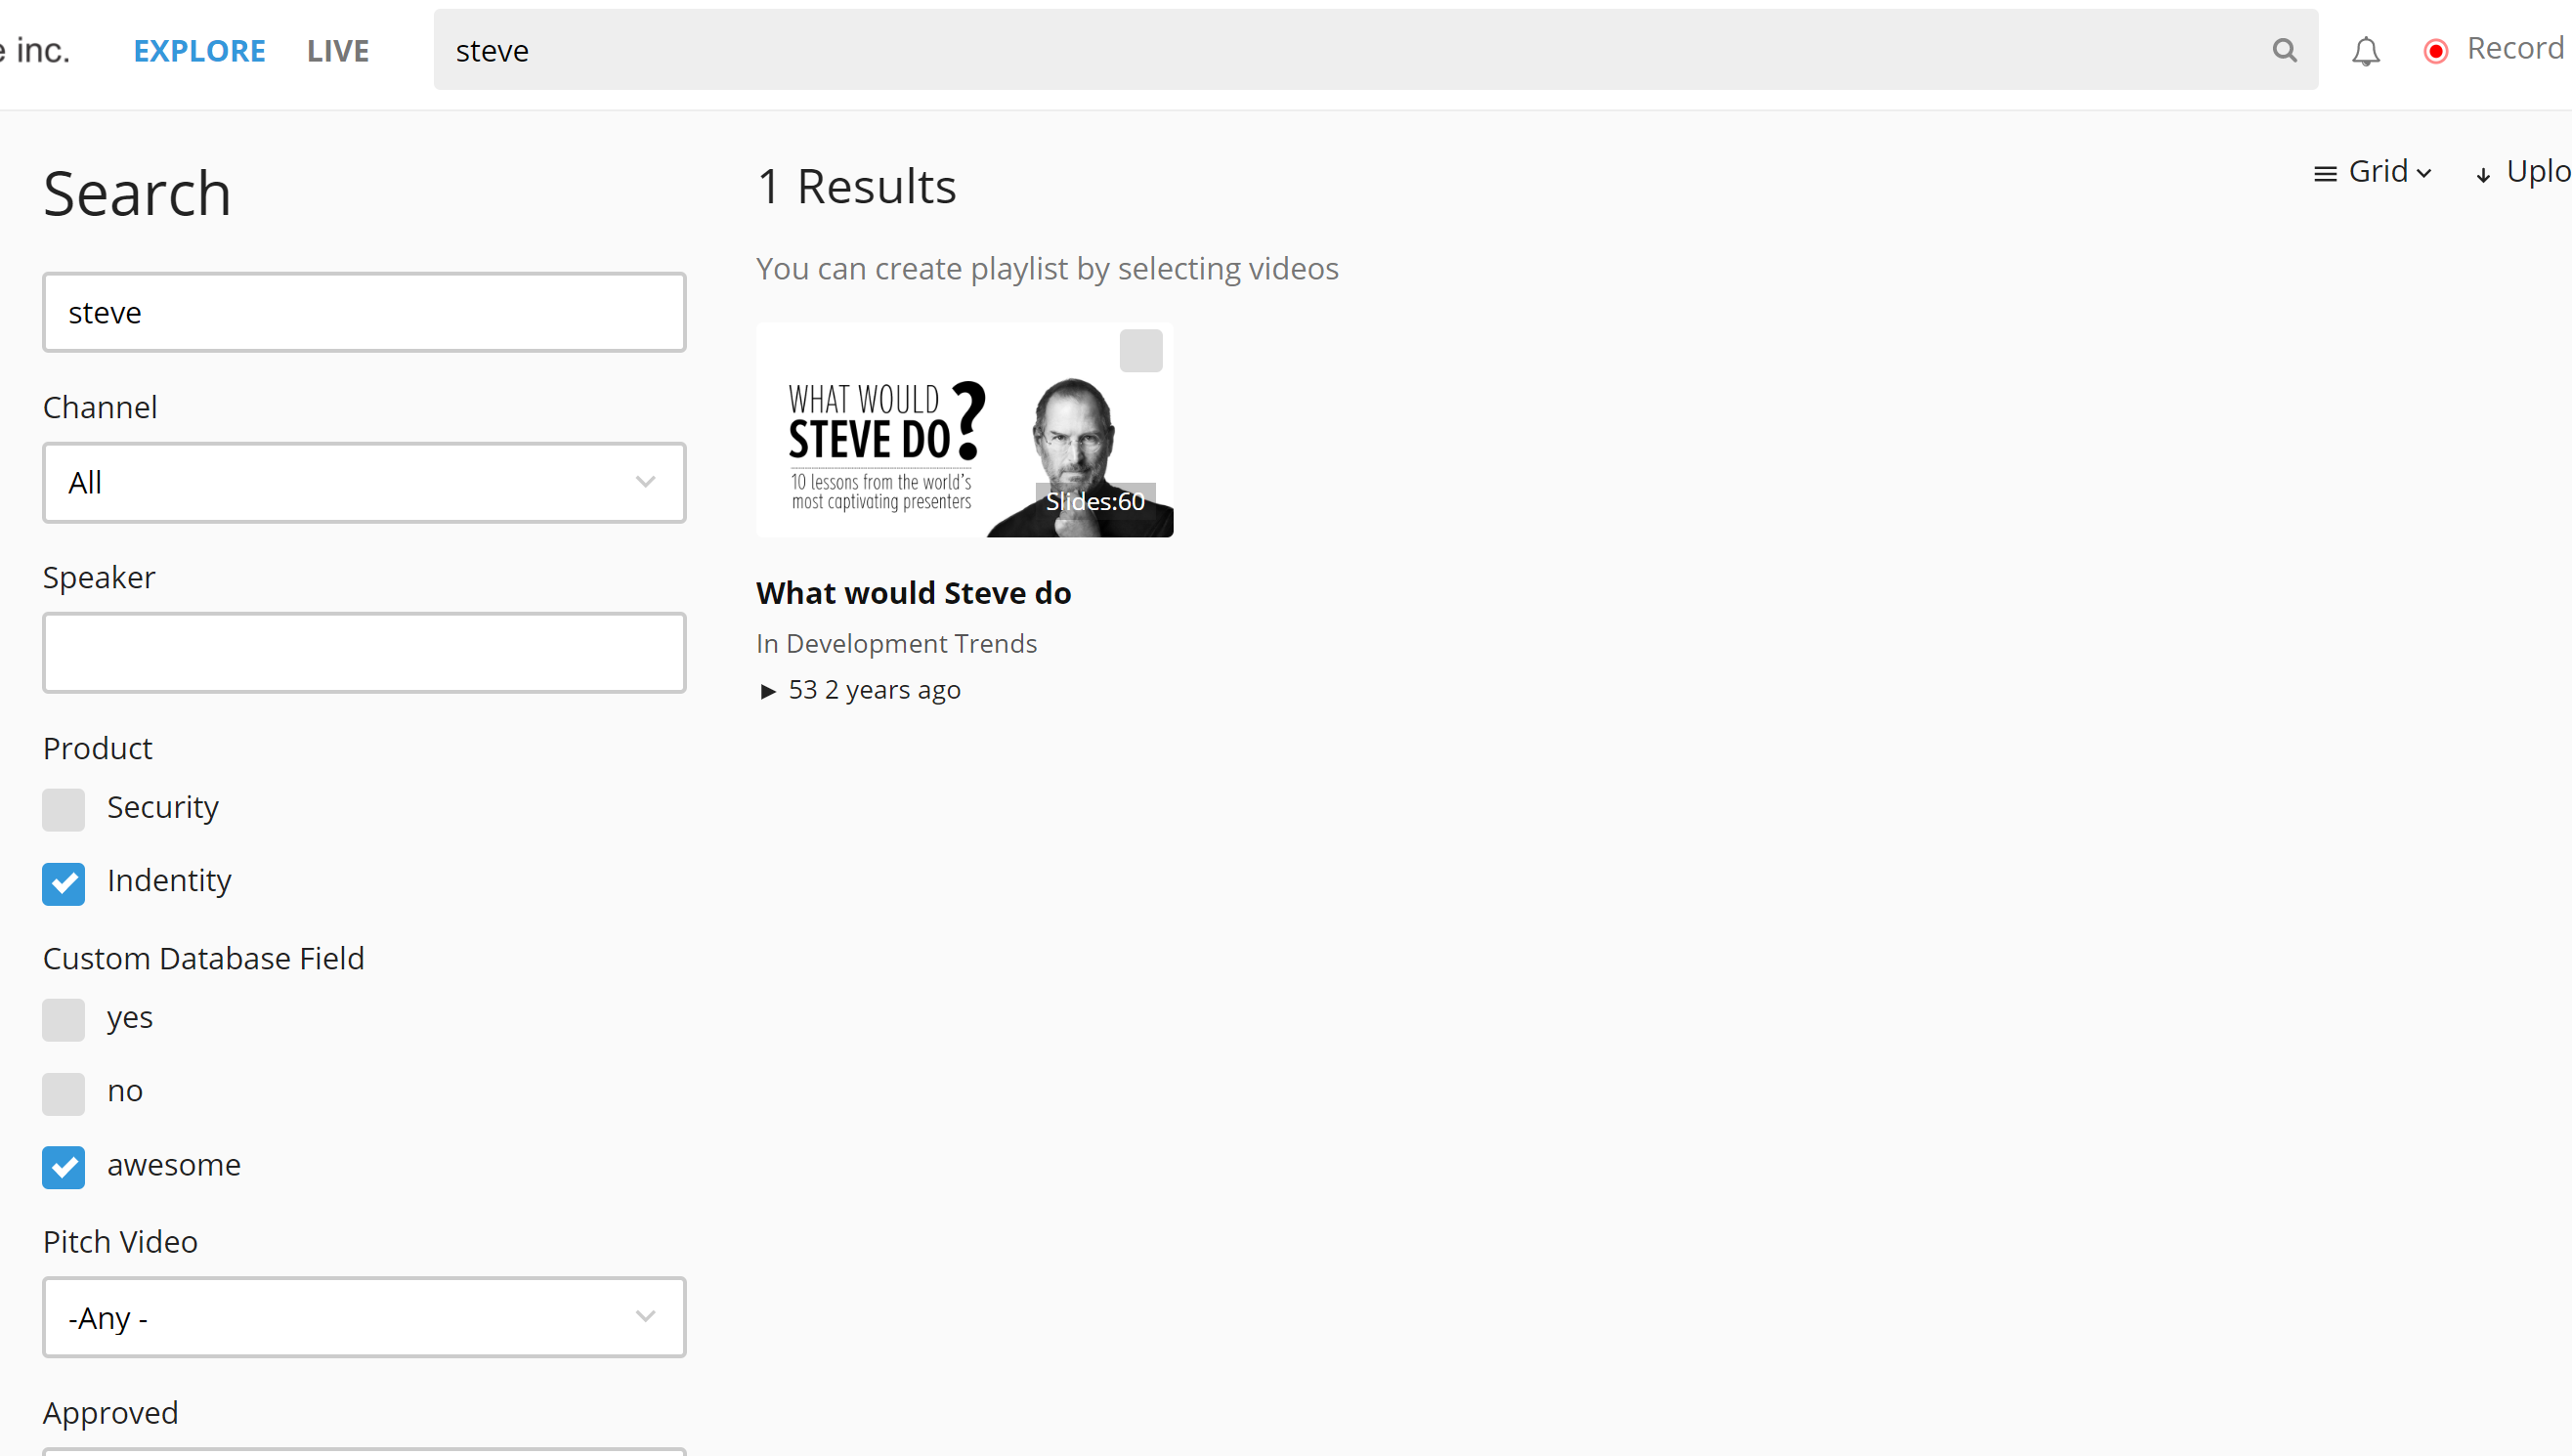 e inc. EXPLORE LIVE steve Record
Search
steve
Channel
All
Speaker
Product
Security
Indentity
Custom Database Field
yes
no
awesome
Pitch Video
-Any -
Approved
1 Results
Grid Uplo
You can create playlist by selecting videos
WHAT WOULD
STEVE DO?
10 lessons from the world's
most captivating presenters
Slides:60
What would Steve do
In Development Trends
53 2 years ago